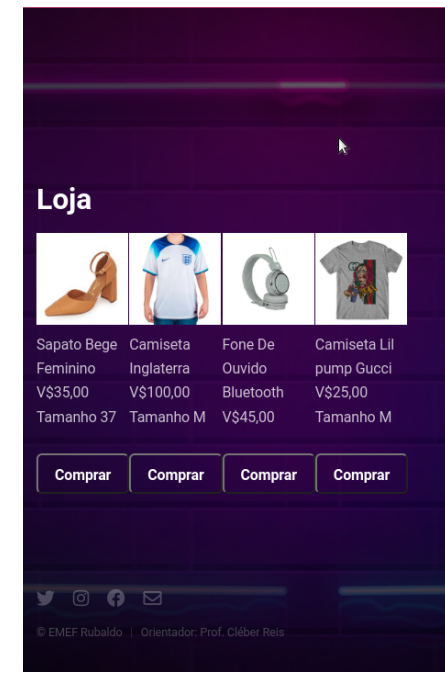 Loja
Sapato Bege
Feminino
V$35,00
Tamanho 37
Camiseta
Inglaterra
V$100,00
Tamanho M
Fone De
Ouvido
Bluetooth
V$45,00
Camiseta Lil
pump Gucci
V$25,00
Tamanho M
Comprar
Comprar
Comprar
Comprar
© EMEF Rubaldo | Orientador: Prof. Cléber Reis